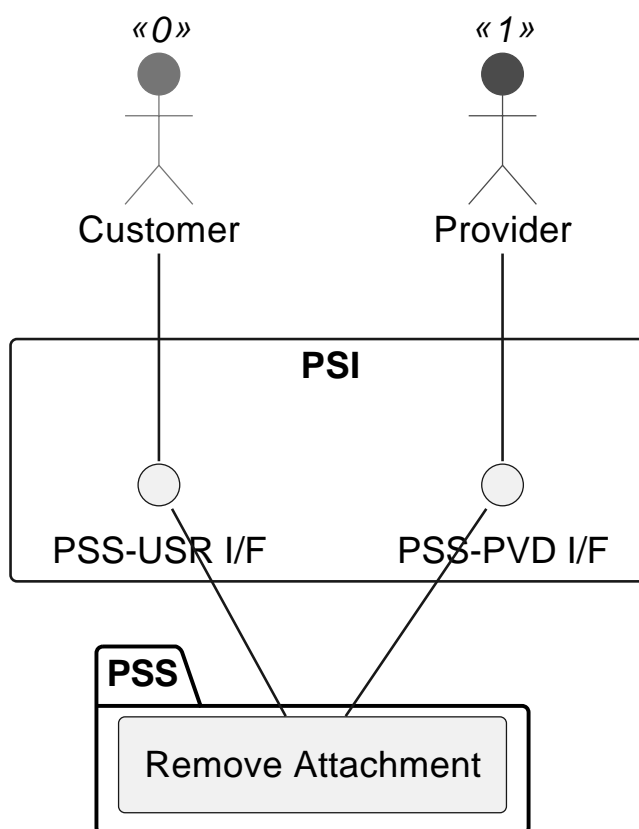 «0» «1»
Customer Provider
PSI
PSS-USR I/F PSS-PVD I/F
PSS
Remove Attachment